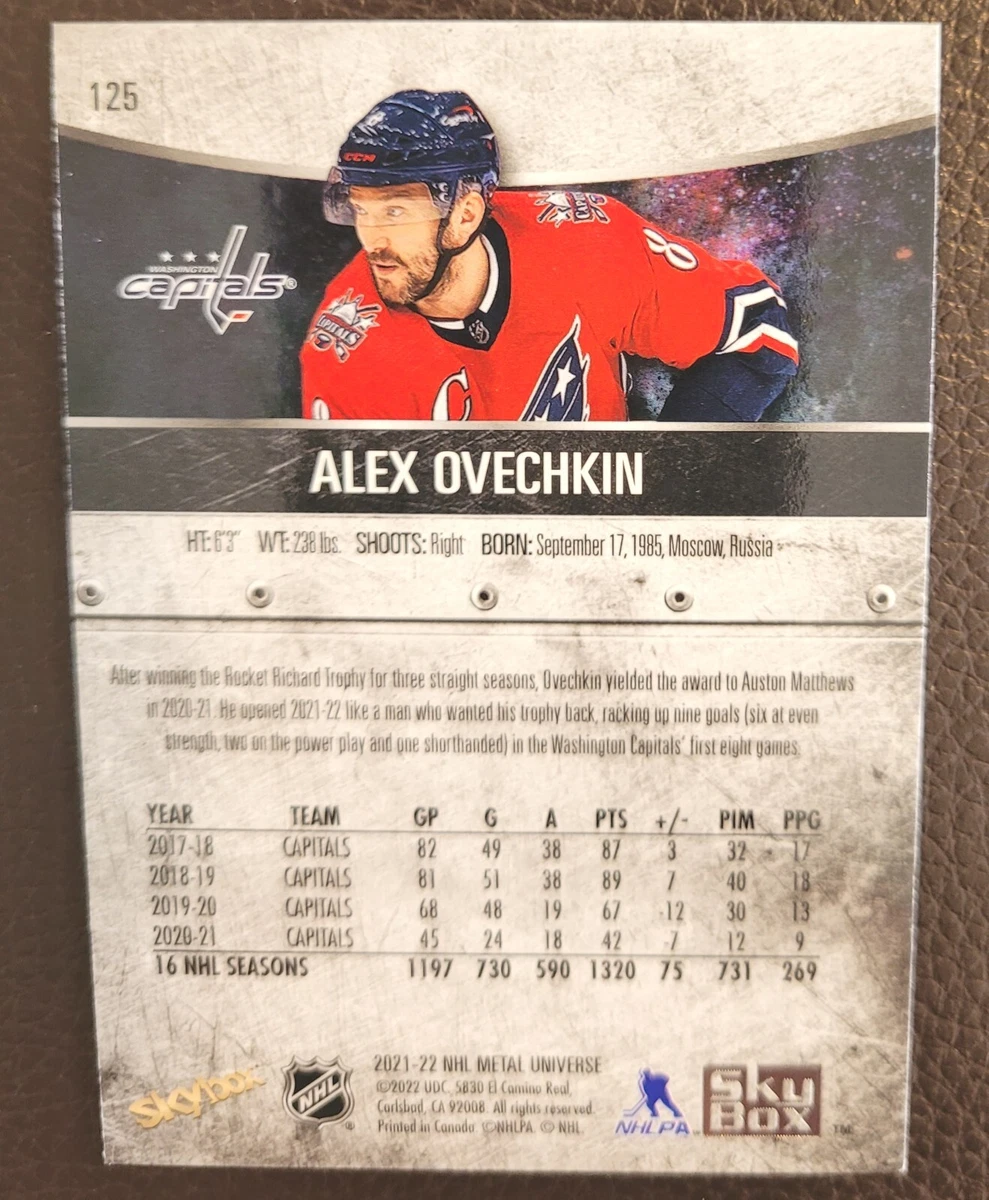 125
CCM
CAPITALS
8
WASHINGTON
capitals®
CAPITALS
C
ALEX OVECHKIN
HT: 6'3" WT: 238 lbs. SHOOTS: Right BORN: September 17, 1985, Moscow, Russia
After winning the Rocket Richard Trophy for three straight seasons, Ovechkin yielded the award to Auston Matthews
in 2020-21. He opened 2021-22 like a man who wanted his trophy back, racking up nine goals (six at even
strength, two on the power play and one shorthanded) in the Washington Capitals' first eight games.
YEAR TEAM GP G A PTS +/- PIM PPG
2017-18 CAPITALS 82 49 38 87 3 32 17
2018-19 CAPITALS 81 51 38 89 7 40 18
2019-20 CAPITALS 68 48 19 67 -12 30 13
2020-21 CAPITALS 45 24 18 42 -7 12 9
16 NHL SEASONS 1197 730 590 1320 75 731 269
skybox
NHL®
2021-22 NHL METAL UNIVERSE
©2022 UDC. 5830 El Camino Real,
Carlsbad, CA 92008. All rights reserved.
Printed in Canada ©NHLPA. © NHL.
NHLPA™
Sky
Box
TM